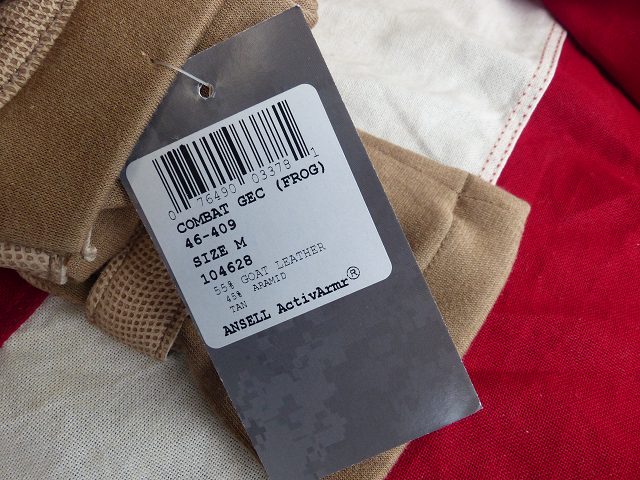 0 76490 03378 1
COMBAT GEC (FROG)
46-409
SIZE M
104628
55% GOAT LEATHER
45% ARAMID
TAN
ANSELL ActivArmr®